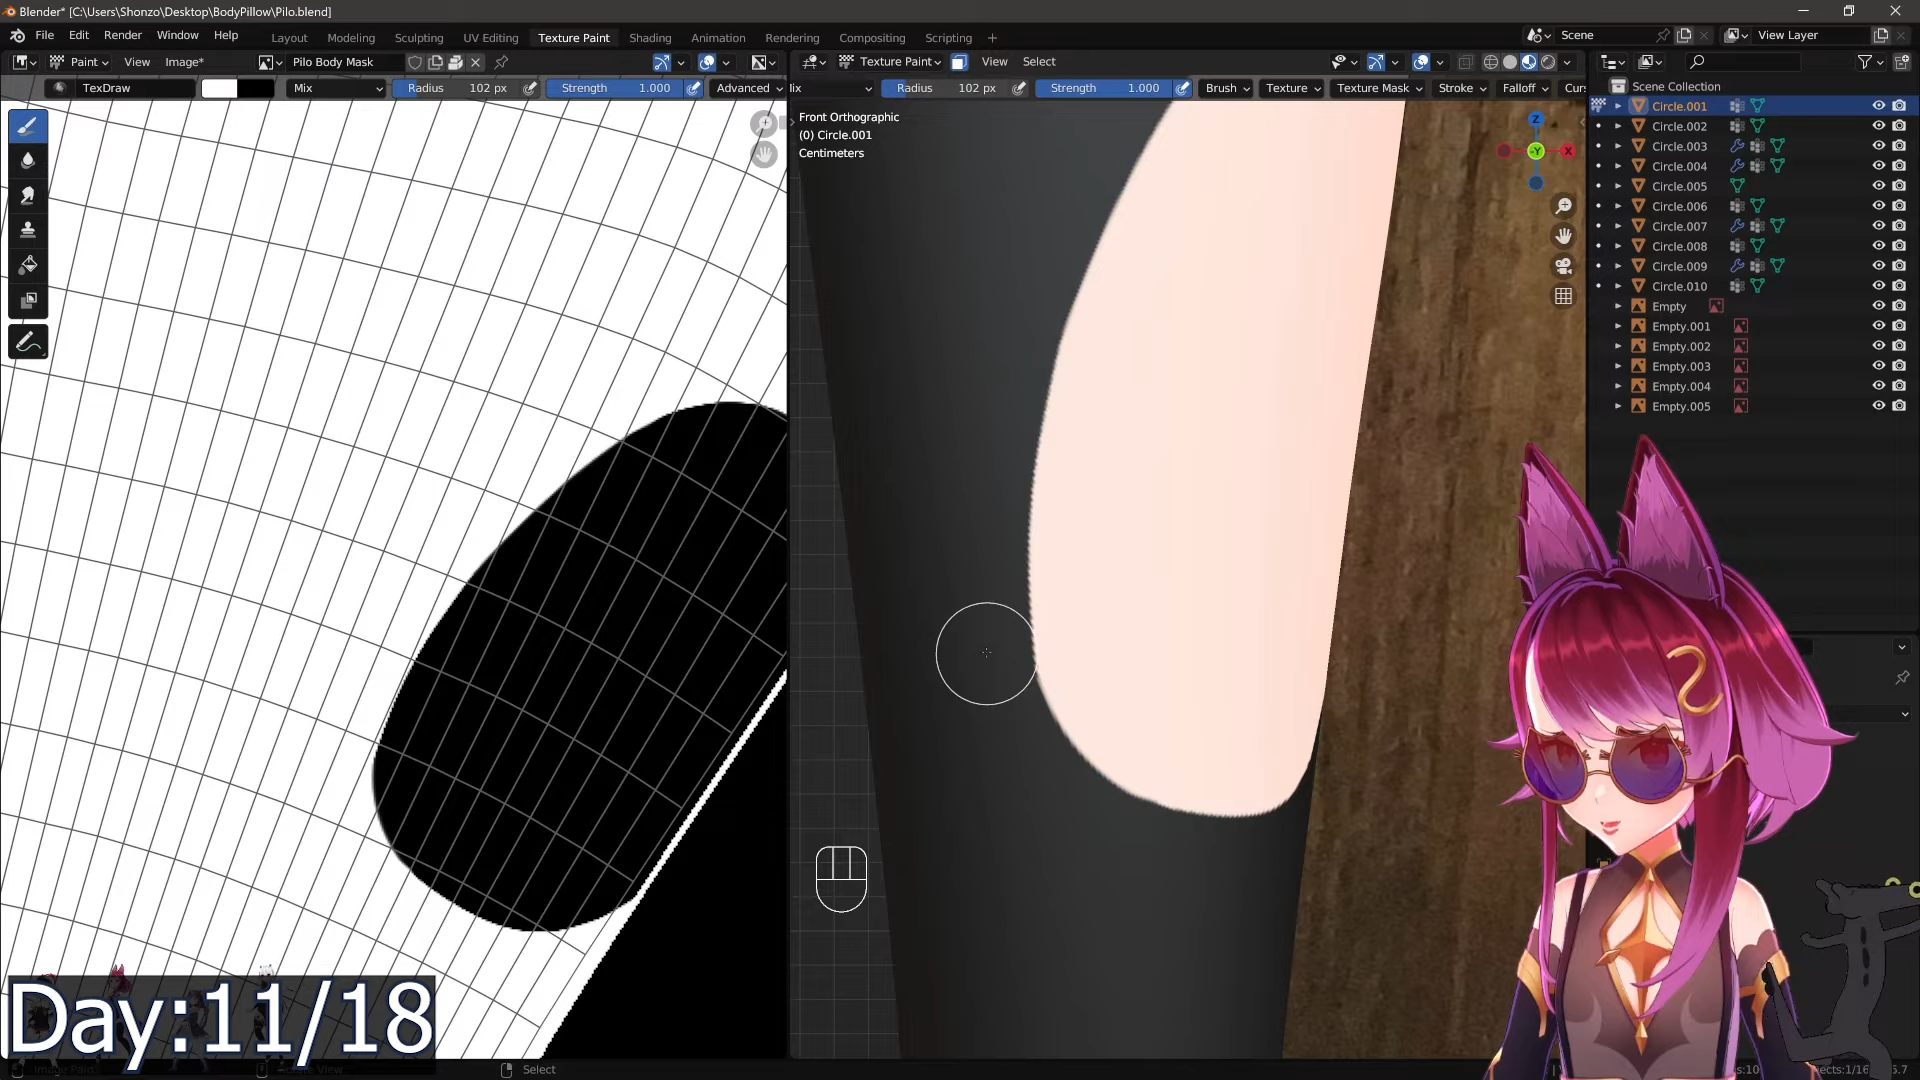 Blender* [C:\Users\Shonzo\Desktop\BodyPillow\Pilo.blend]
File Edit Render Window Help
Layout Modeling Sculpting UV Editing Texture Paint Shading Animation Rendering Compositing Scripting +
Scene View Layer
Paint View Image* Pilo Body Mask
Texture Paint View Select
TexDraw Mix Radius 102 px Strength 1.000 Advanced
lix Radius 102 px Strength 1.000 Brush Texture Texture Mask Stroke Falloff Cur
Front Orthographic
(0) Circle.001
Centimeters
Z
-Y
X
Scene Collection
Circle.001
Circle.002
Circle.003
Circle.004
Circle.005
Circle.006
Circle.007
Circle.008
Circle.009
Circle.010
Empty
Empty.001
Empty.002
Empty.003
Empty.004
Empty.005
Day:11/18
Select